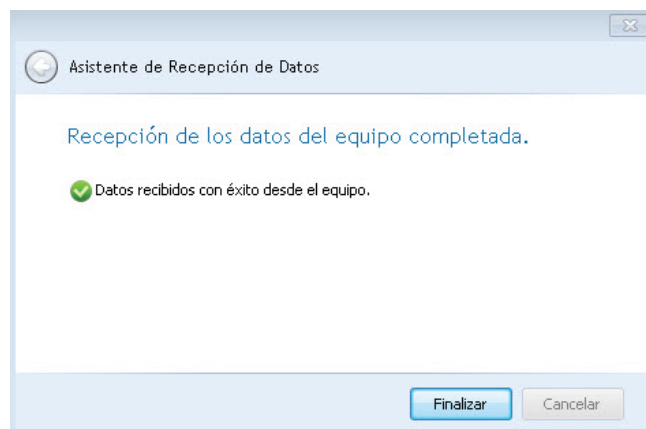 Asistente de Recepción de Datos
Recepción de los datos del equipo completada.
Datos recibidos con éxito desde el equipo.
Finalizar
Cancelar